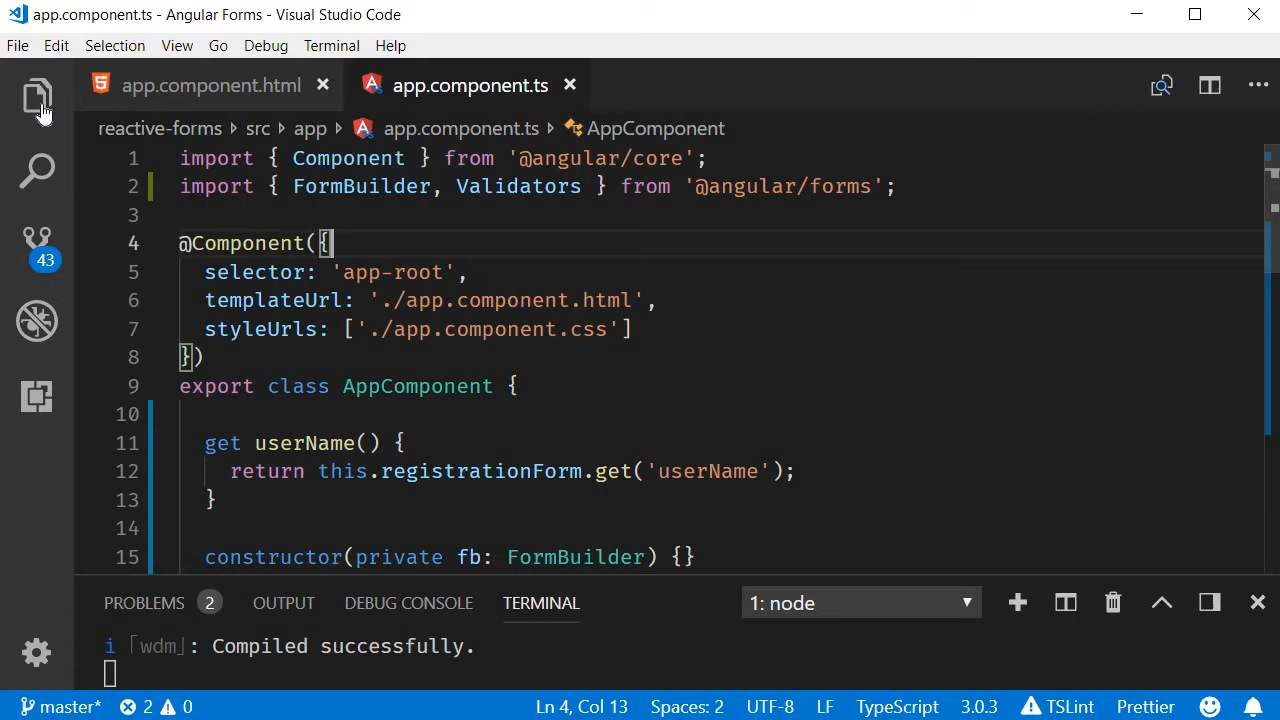 app.component.ts - Angular Forms - Visual Studio Code
File Edit Selection View Go Debug Terminal Help
app.component.html app.component.ts
reactive-forms src app app.component.ts AppComponent
1 import { Component } from '@angular/core';
2 import { FormBuilder, Validators } from '@angular/forms';
3
4 @Component({
5 selector: 'app-root',
6 templateUrl: './app.component.html',
7 styleUrls: ['./app.component.css']
8 })
9 export class AppComponent {
10
11 get userName() {
12 return this.registrationForm.get('userName');
13 }
14
15 constructor(private fb: FormBuilder) {}
43
PROBLEMS 2 OUTPUT DEBUG CONSOLE TERMINAL 1: node
i 「wdm」: Compiled successfully.
master* 2 0 Ln 4, Col 13 Spaces: 2 UTF-8 LF TypeScript 3.0.3 TSLint Prettier